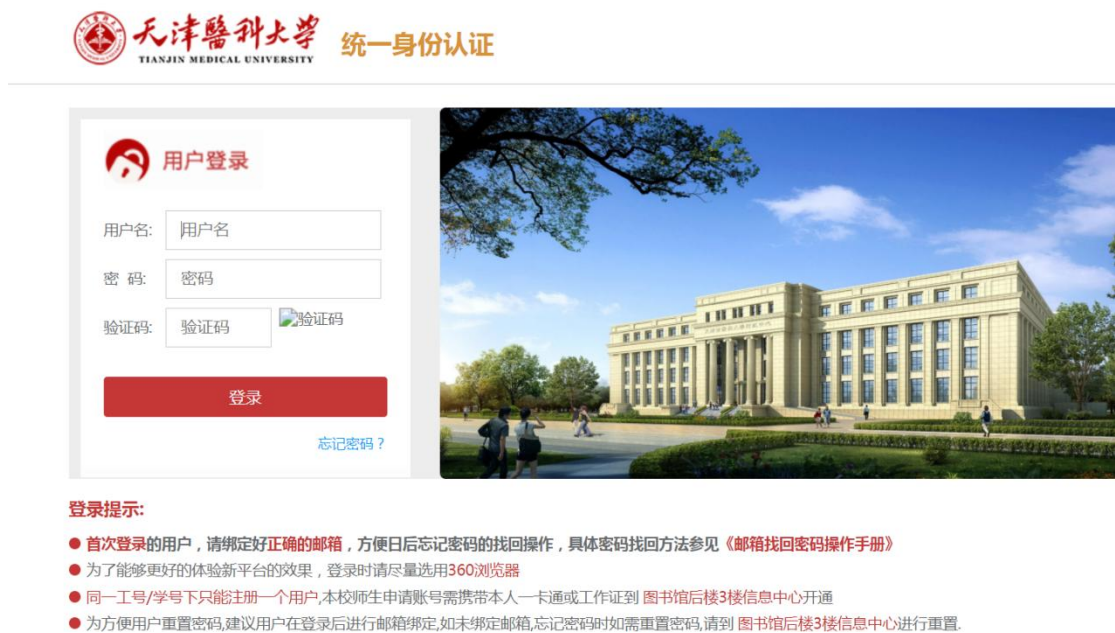 天津醫科大学 统一身份认证
TIANJIN MEDICAL UNIVERSITY
用户登录
用户名: 用户名
密 码: 密码
验证码: 验证码 验证码
登录
忘记密码？
登录提示:
首次登录的用户，请绑定好正确的邮箱，方便日后忘记密码的找回操作，具体密码找回方法参见《邮箱找回密码操作手册》
为了能够更好的体验新平台的效果，登录时请尽量选用360浏览器
同一工号/学号下只能注册一个用户,本校师生申请账号需携带本人一卡通或工作证到 图书馆后楼3楼信息中心开通
为方便用户重置密码,建议用户在登录后进行邮箱绑定,如未绑定邮箱,忘记密码时如需重置密码,请到 图书馆后楼3楼信息中心进行重置.